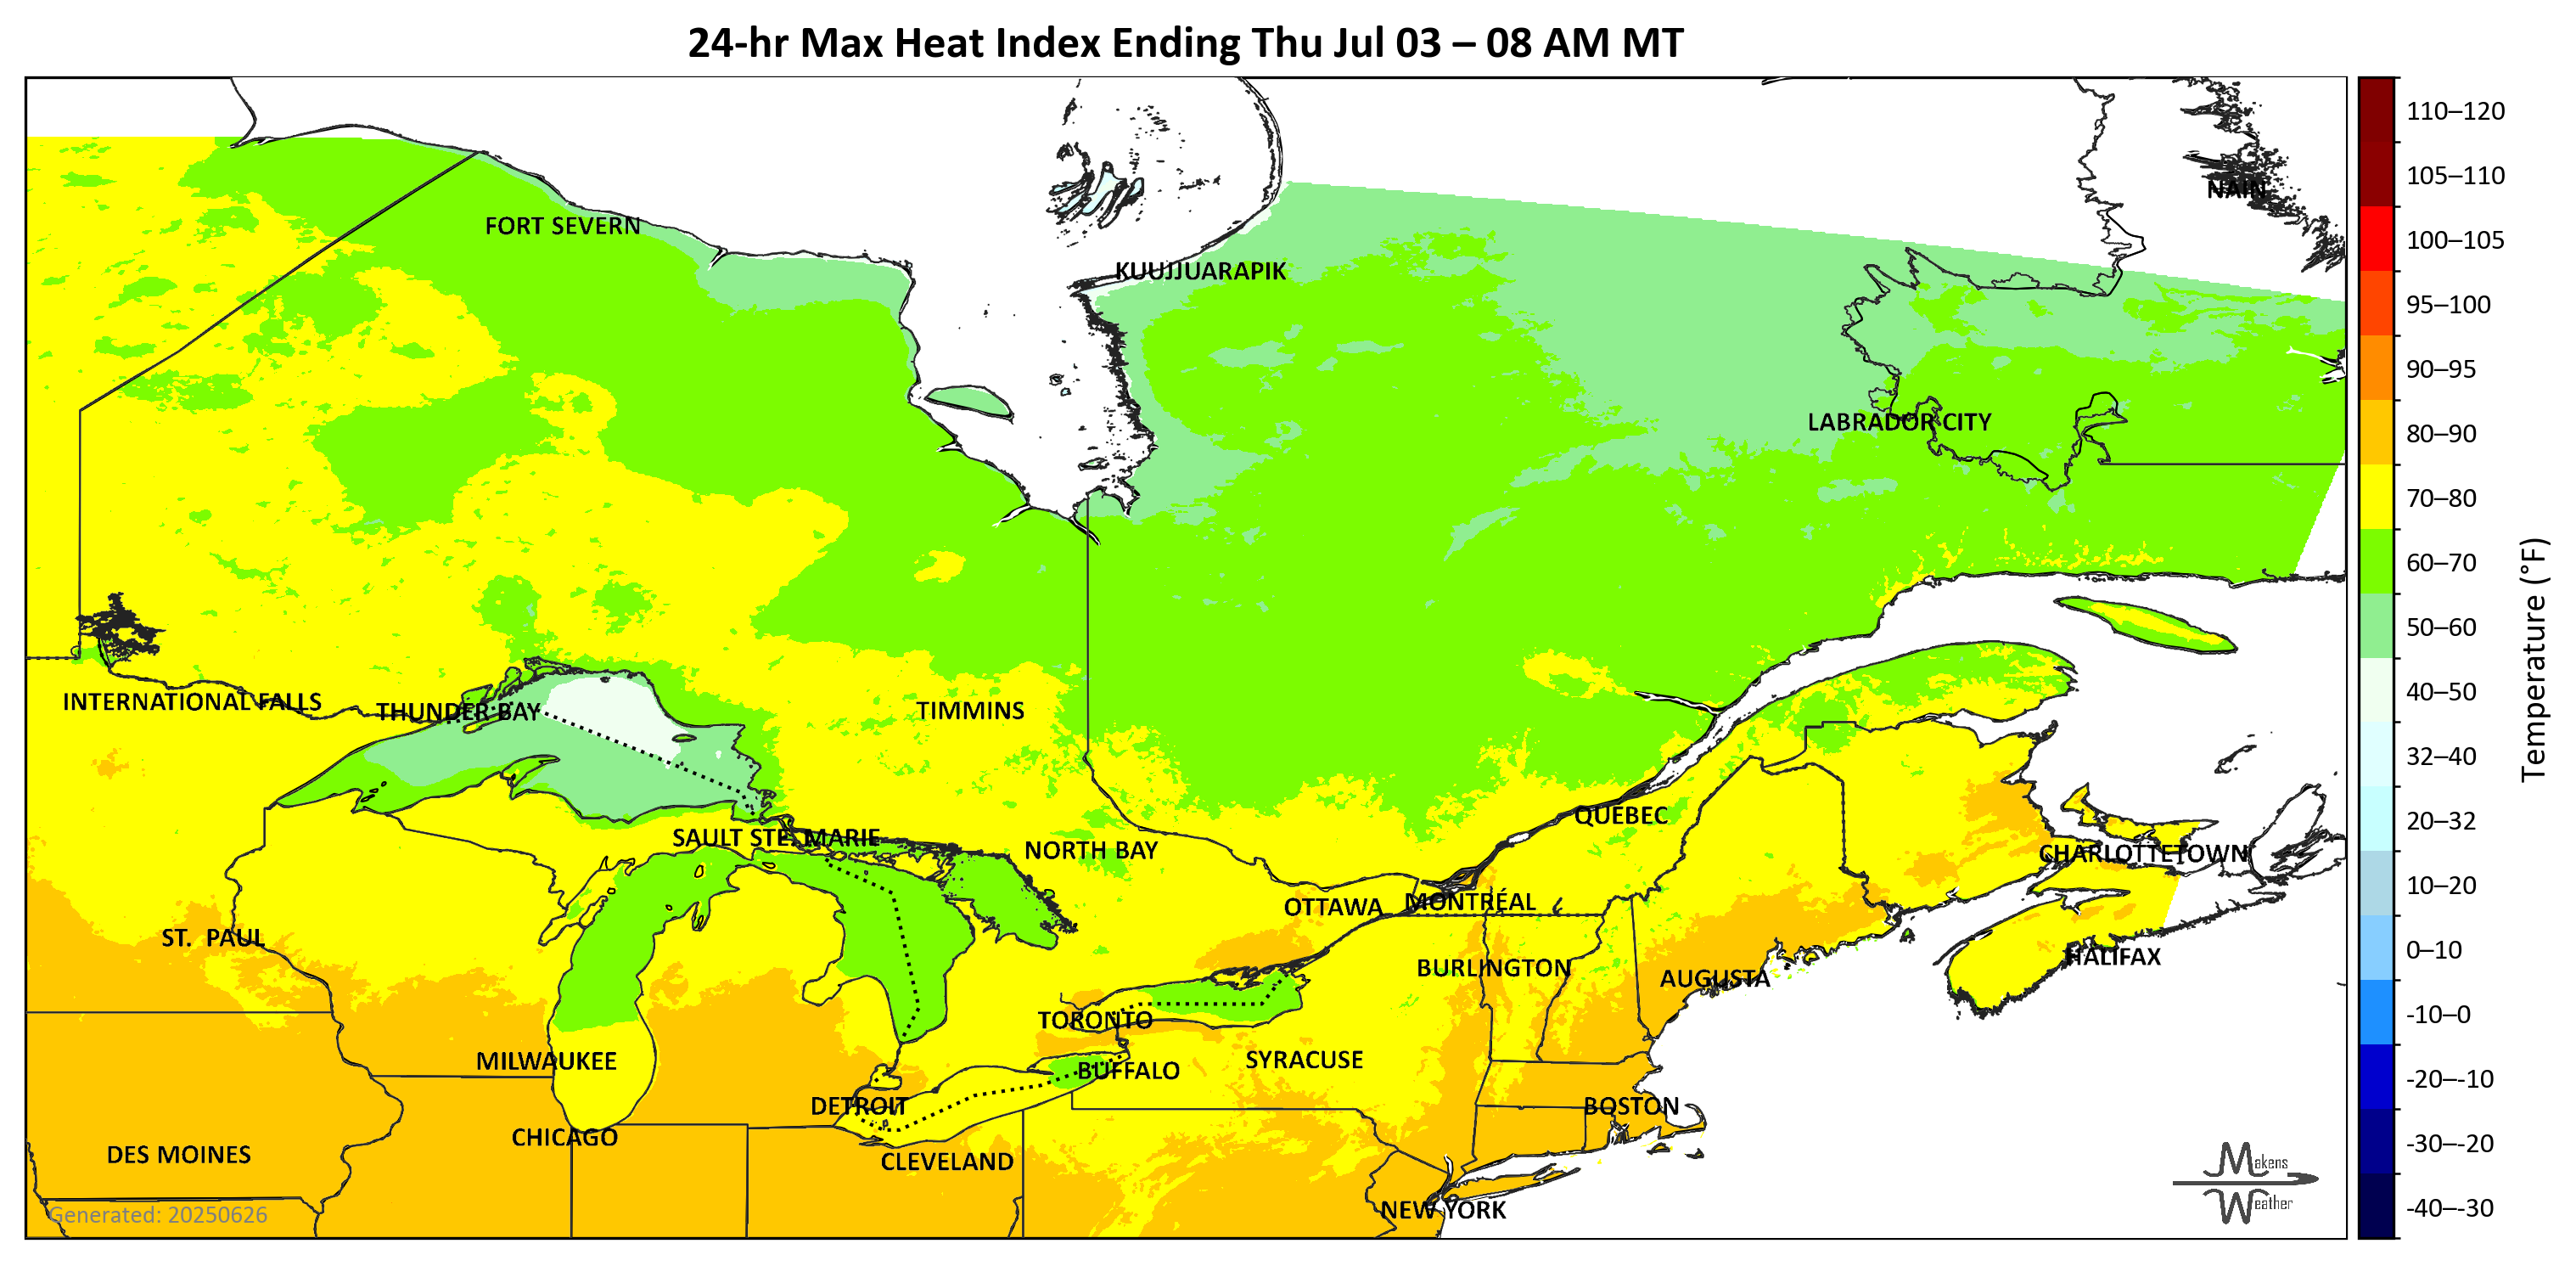 24-hr Max Heat Index Ending Thu Jul 03 – 08 AM MT
NAIN
FORT SEVERN
KUUJJUARAPIK
LABRADOR CITY
INTERNATIONAL FALLS
THUNDER BAY
TIMMINS
QUÉBEC
SAULT STE. MARIE
NORTH BAY
CHARLOTTETOWN
OTTAWA
MONTRÉAL
ST. PAUL
BURLINGTON
AUGUSTA
HALIFAX
TORONTO
MILWAUKEE
BUFFALO
SYRACUSE
DETROIT
BOSTON
CHICAGO
DES MOINES
CLEVELAND
NEW YORK
Generated: 20250626
Makens
Weather
110–120
105–110
100–105
95–100
90–95
80–90
70–80
60–70
50–60
40–50
32–40
20–32
10–20
0–10
-10–0
-20–-10
-30–-20
-40–-30
Temperature (°F)